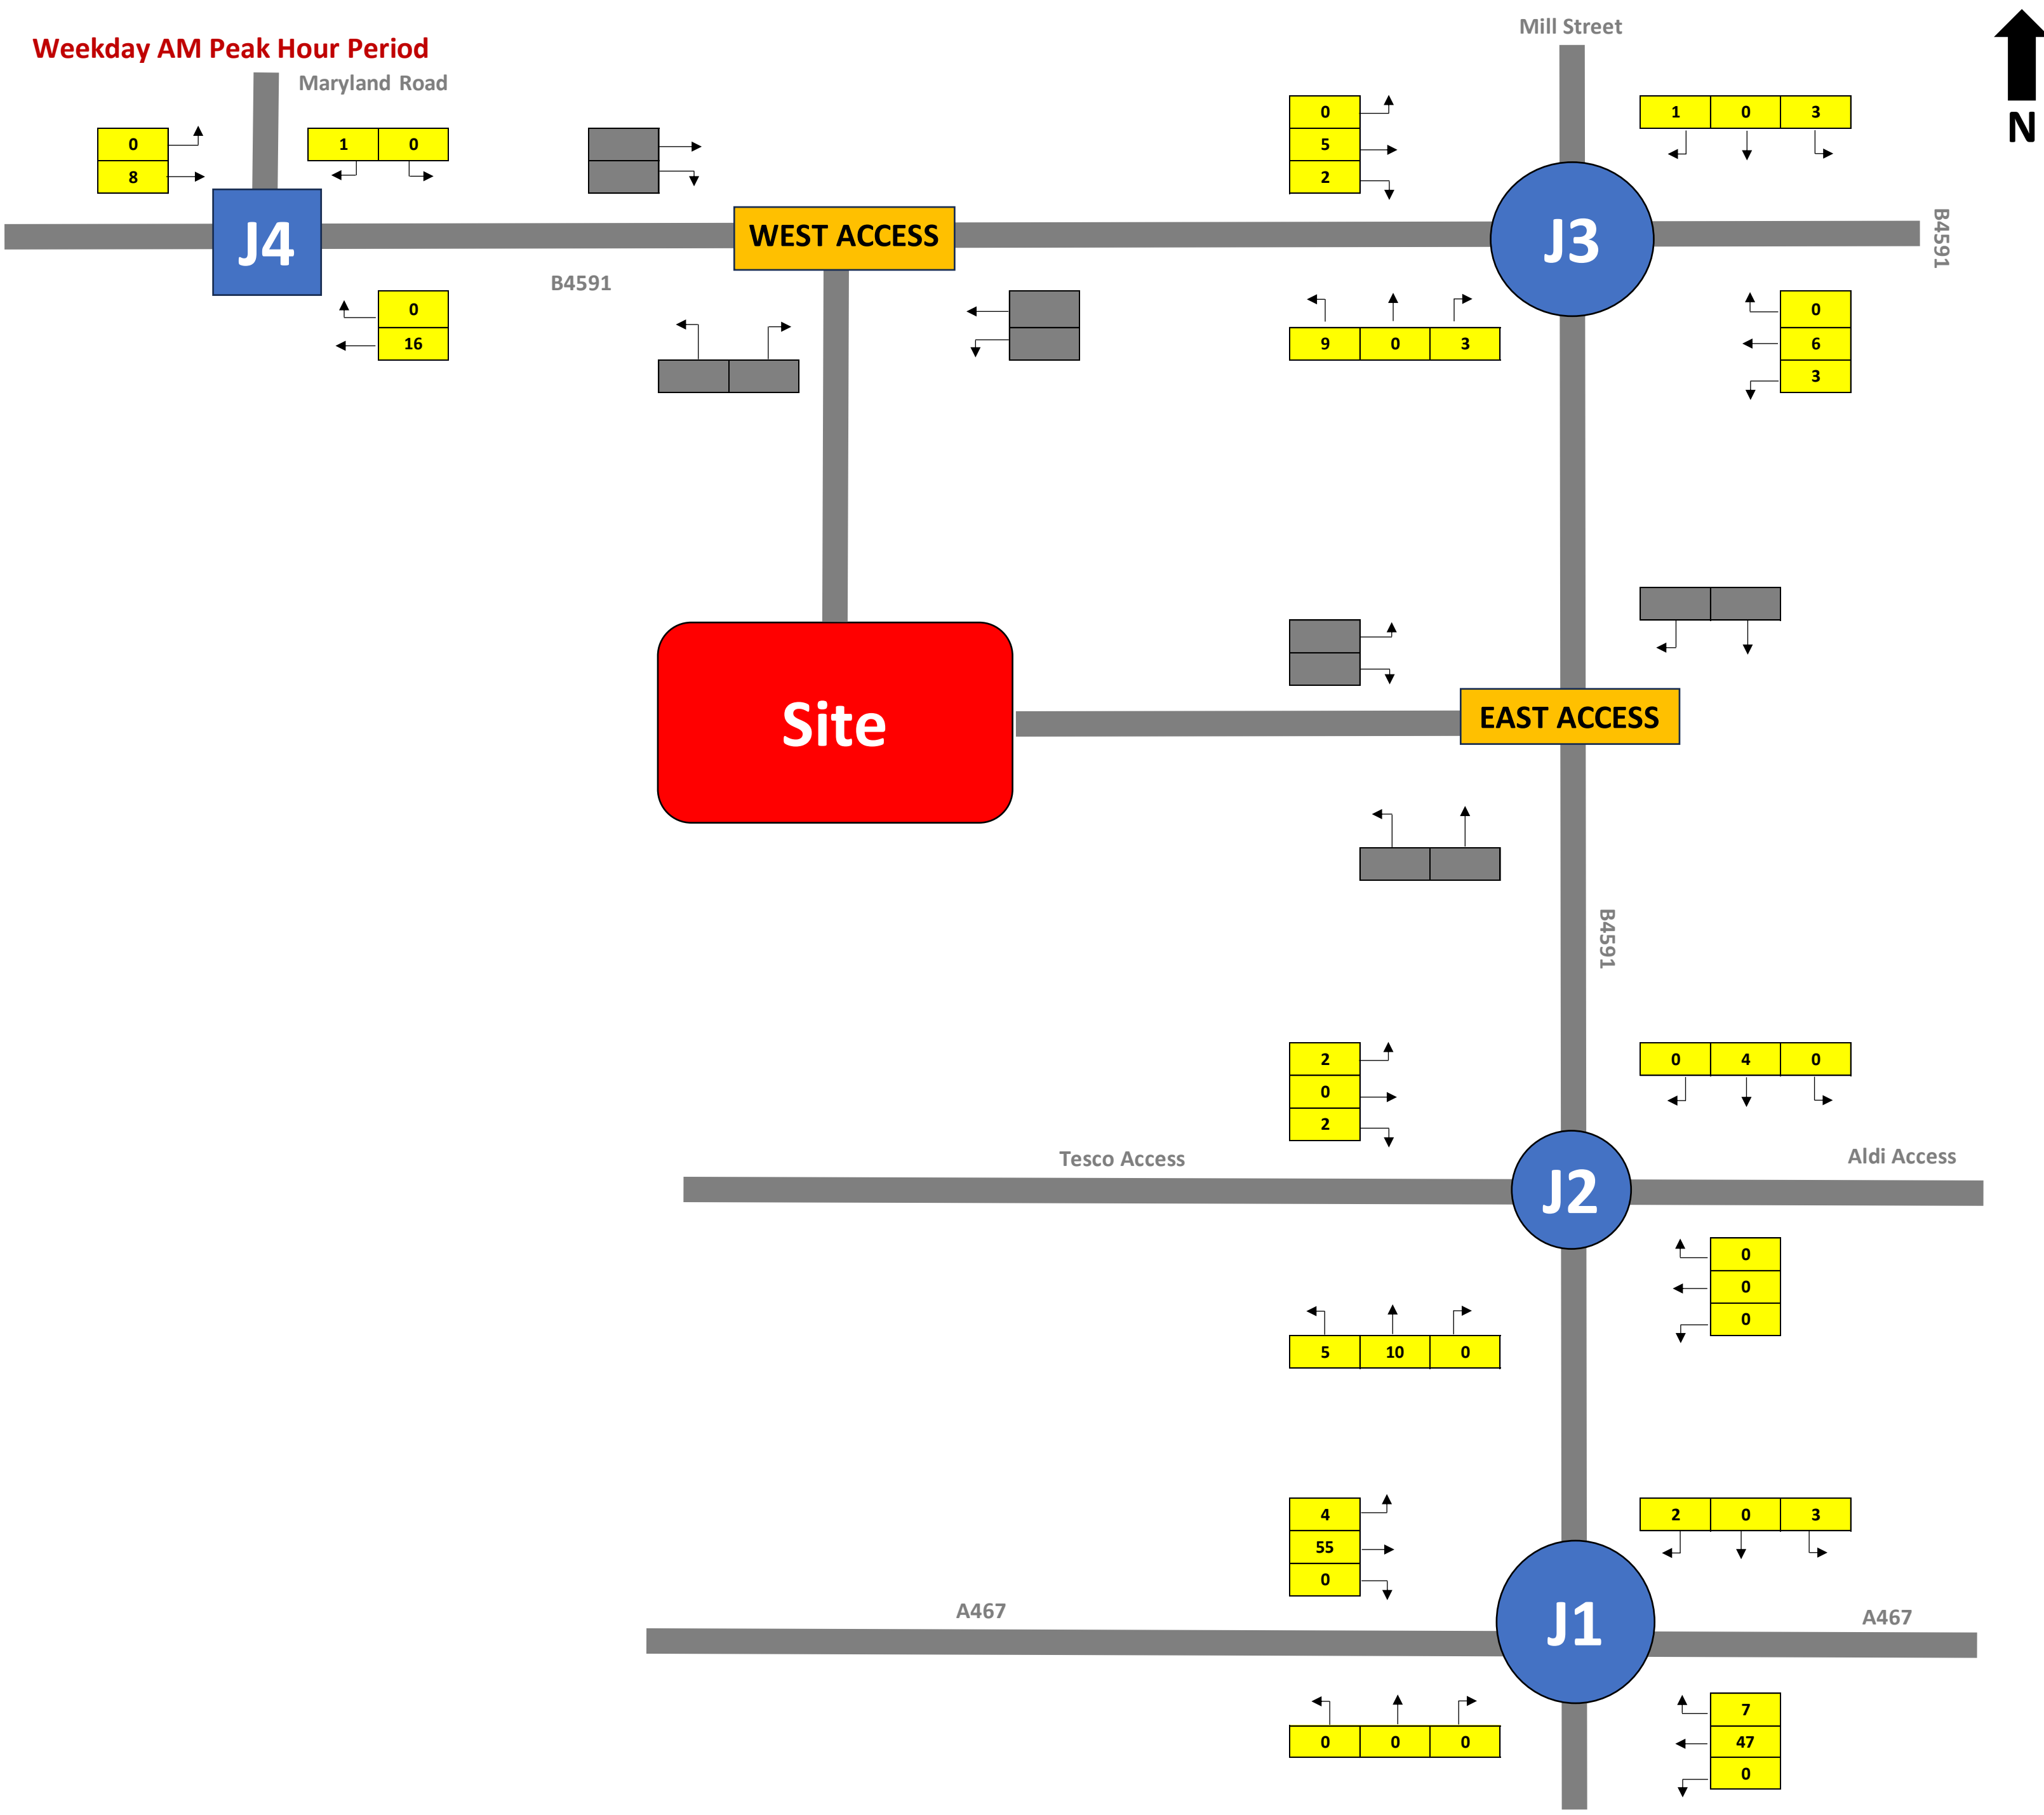 Mill Street
Weekday AM Peak Hour Period
Maryland Road
N
0
8
1 0
0
5
2
1 0 3
J4
WEST ACCESS
J3
B4591
B4591
0
16
9 0 3
0
6
3
Site
EAST ACCESS
B4591
2
0
2
0 4 0
Tesco Access
Aldi Access
J2
0
0
0
5 10 0
4
55
0
2 0 3
A467
A467
J1
0 0 0
7
47
0